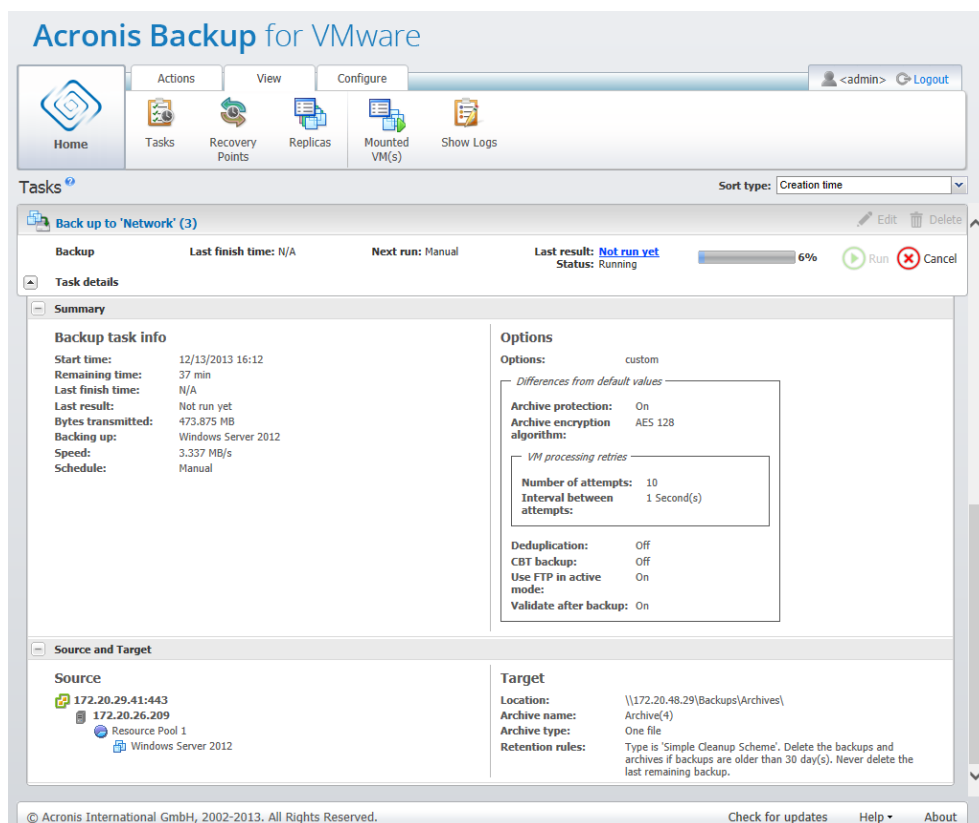 Acronis Backup for VMware
Actions View Configure
<admin> Logout
Home
Tasks
Recovery Points
Replicas
Mounted VM(s)
Show Logs
Tasks
Sort type: Creation time
Back up to 'Network' (3)
Edit Delete
Backup Last finish time: N/A Next run: Manual Last result: Not run yet
Status: Running
6% Run Cancel
Task details
Summary
Backup task info
Start time: 12/13/2013 16:12
Remaining time: 37 min
Last finish time: N/A
Last result: Not run yet
Bytes transmitted: 473.875 MB
Backing up: Windows Server 2012
Speed: 3.337 MB/s
Schedule: Manual
Options
Options: custom
Differences from default values
Archive protection: On
Archive encryption algorithm: AES 128
VM processing retries
Number of attempts: 10
Interval between attempts: 1 Second(s)
Deduplication: Off
CBT backup: Off
Use FTP in active mode: On
Validate after backup: On
Source and Target
Source
172.20.29.41:443
172.20.26.209
Resource Pool 1
Windows Server 2012
Target
Location: \\172.20.48.29\Backups\Archives\
Archive name: Archive(4)
Archive type: One file
Retention rules: Type is 'Simple Cleanup Scheme'. Delete the backups and
archives if backups are older than 30 day(s). Never delete the
last remaining backup.
© Acronis International GmbH, 2002-2013. All Rights Reserved.
Check for updates Help About